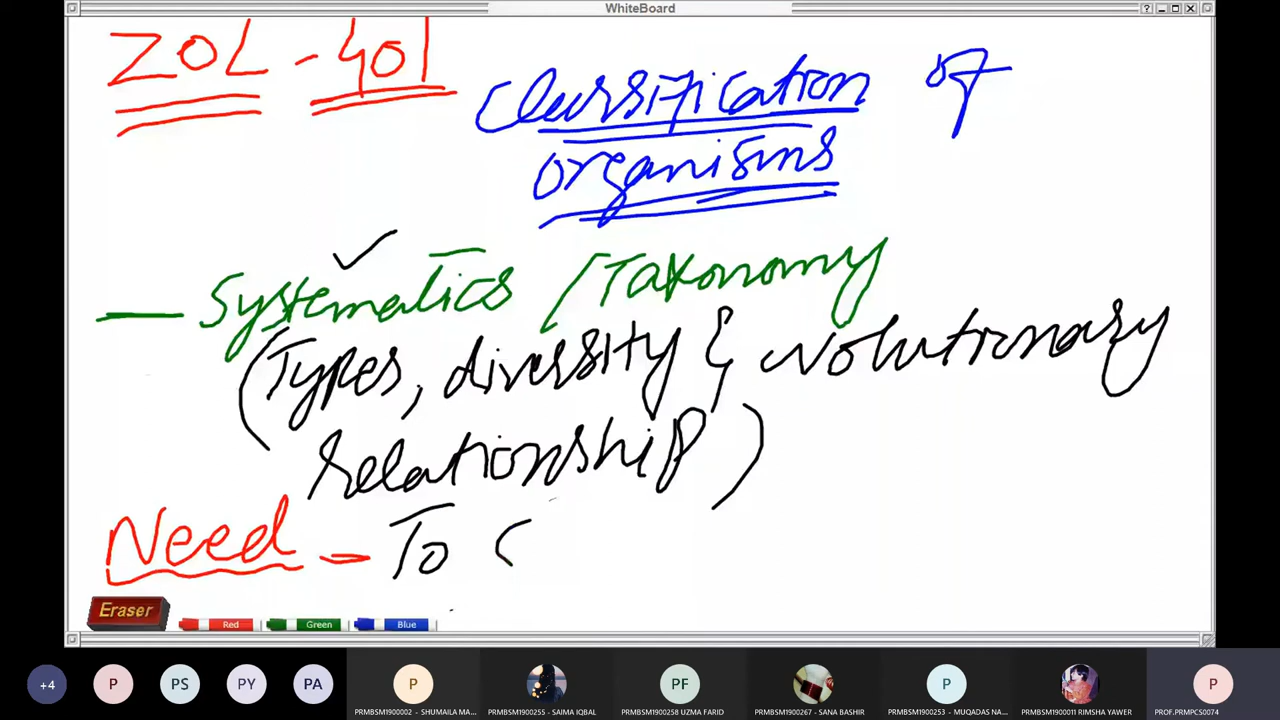 WhiteBoard
ZOL - 401
Classification of
organisms
Systematics / Taxonomy
(Types, diversity & evolutionary
relationship)
Need - To
Eraser
Red
Green
Blue
+4
P
PS
PY
PA
P
PF
P
P
PRMBSM1900002 - SHUMAILA MA...
PRMBSM1900255 - SAIMA IQBAL
PRMBSM1900258 UZMA FARID
PRMBSM1900267 - SANA BASHIR
PRMBSM1900253 - MUQADAS NA...
PRMBSM1900011 RIMSHA YAWER
PROF.PRMPCS0074